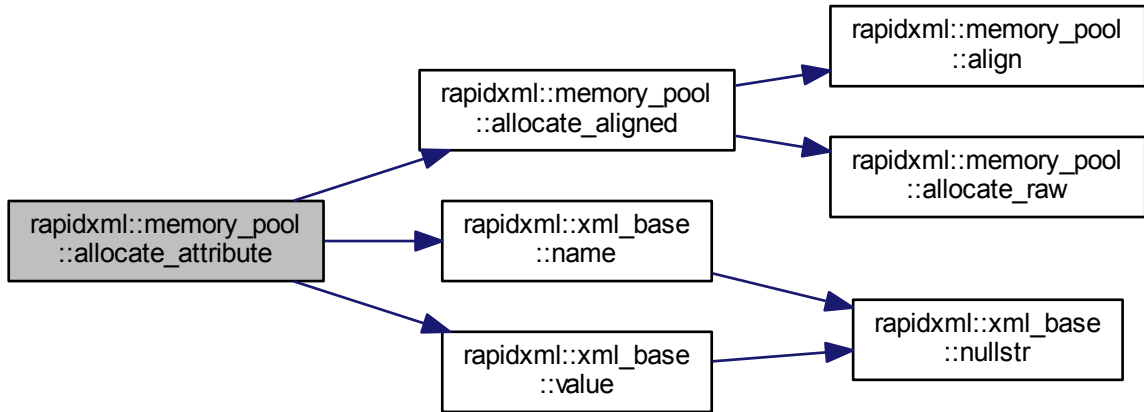 rapidxml::memory_pool
::allocate_attribute
rapidxml::memory_pool
::allocate_aligned
rapidxml::xml_base
::name
rapidxml::xml_base
::value
rapidxml::memory_pool
::align
rapidxml::memory_pool
::allocate_raw
rapidxml::xml_base
::nullstr